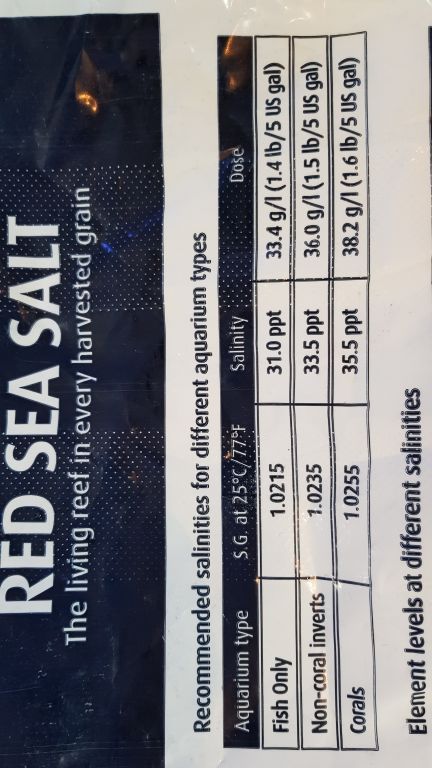 RED SEA SALT
The living reef in every harvested grain
Recommended salinities for different aquarium types
Aquarium type S.G. at 25°C/77°F Salinity Dose
Fish Only 1.0215 31.0 ppt 33.4 g/l (1.4 lb/5 US gal)
Non-coral inverts 1.0235 33.5 ppt 36.0 g/l (1.5 lb/5 US gal)
Corals 1.0255 35.5 ppt 38.2 g/l (1.6 lb/5 US gal)
Element levels at different salinities